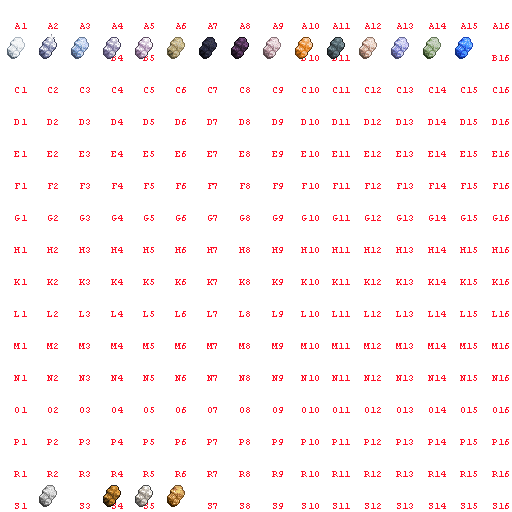 A1 A2 A3 A4 A5 A6 A7 A8 A9 A10 A11 A12 A13 A14 A15 A16
B4 B5 B10 B11 B16
C1 C2 C3 C4 C5 C6 C7 C8 C9 C10 C11 C12 C13 C14 C15 C16
D1 D2 D3 D4 D5 D6 D7 D8 D9 D10 D11 D12 D13 D14 D15 D16
E1 E2 E3 E4 E5 E6 E7 E8 E9 E10 E11 E12 E13 E14 E15 E16
F1 F2 F3 F4 F5 F6 F7 F8 F9 F10 F11 F12 F13 F14 F15 F16
G1 G2 G3 G4 G5 G6 G7 G8 G9 G10 G11 G12 G13 G14 G15 G16
H1 H2 H3 H4 H5 H6 H7 H8 H9 H10 H11 H12 H13 H14 H15 H16
K1 K2 K3 K4 K5 K6 K7 K8 K9 K10 K11 K12 K13 K14 K15 K16
L1 L2 L3 L4 L5 L6 L7 L8 L9 L10 L11 L12 L13 L14 L15 L16
M1 M2 M3 M4 M5 M6 M7 M8 M9 M10 M11 M12 M13 M14 M15 M16
N1 N2 N3 N4 N5 N6 N7 N8 N9 N10 N11 N12 N13 N14 N15 N16
O1 O2 O3 O4 O5 O6 O7 O8 O9 O10 O11 O12 O13 O14 O15 O16
P1 P2 P3 P4 P5 P6 P7 P8 P9 P10 P11 P12 P13 P14 P15 P16
R1 R2 R3 R4 R5 R6 R7 R8 R9 R10 R11 R12 R13 R14 R15 R16
S1 S3 S4 S5 S7 S8 S9 S10 S11 S12 S13 S14 S15 S16